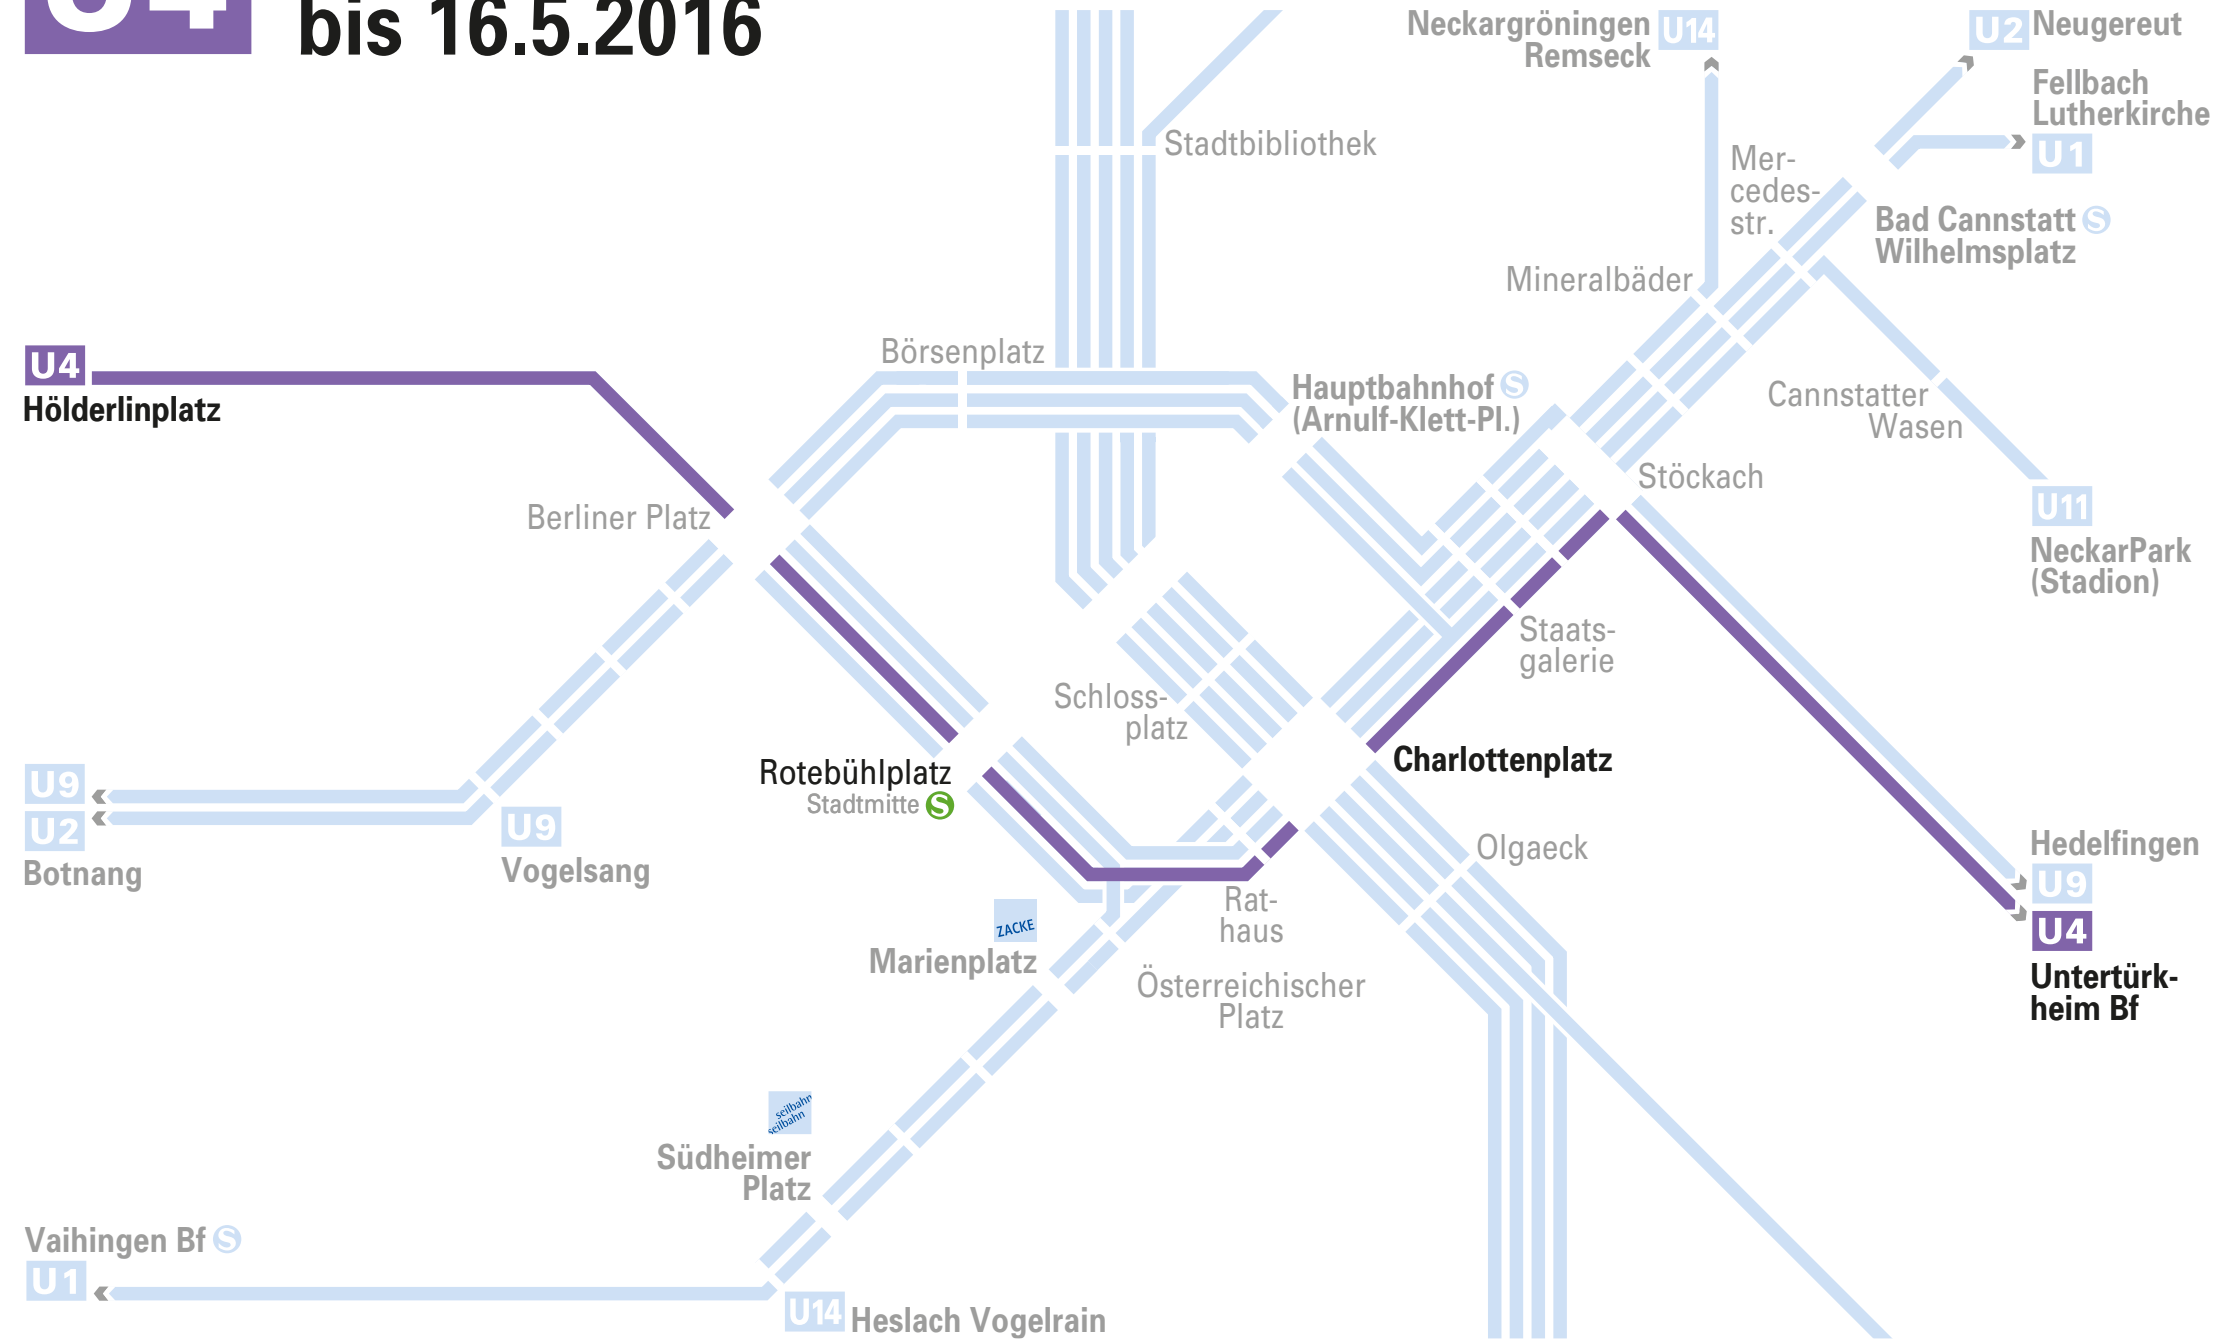 U4
bis 16.5.2016
Neckargröningen
Remseck
U14
U2
Neugereut
Fellbach
Lutherkirche
U1
Stadtbibliothek
Mer-
cedes-
str.
Bad Cannstatt S
Wilhelmsplatz
Mineralbäder
U4
Hölderlinplatz
Börsenplatz
Hauptbahnhof S
(Arnulf-Klett-Pl.)
Cannstatter
Wasen
Stöckach
Berliner Platz
U11
NeckarPark
(Stadion)
Staats-
galerie
Schloss-
platz
Charlottenplatz
Rotebühlplatz
Stadtmitte S
U9
U2
Botnang
U9
Vogelsang
Olgaeck
Hedelfingen
U9
U4
Untertürk-
heim Bf
Rat-
haus
ZACKE
Marienplatz
Österreichischer
Platz
seilbahn
seilbahn
Südheimer
Platz
Vaihingen Bf S
U1
U14
Heslach Vogelrain